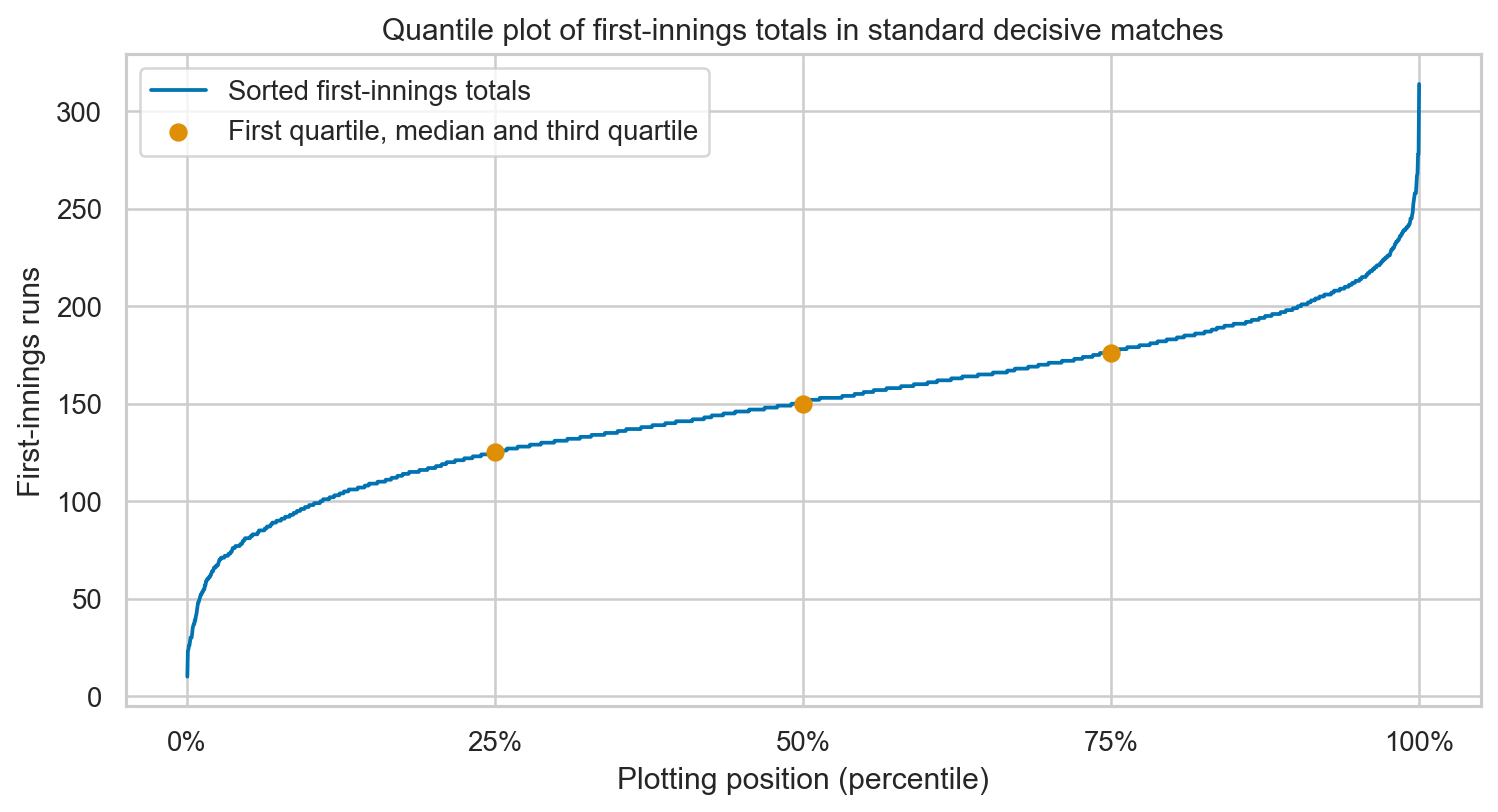 Quantile plot of first-innings totals in standard decisive matches
Sorted first-innings totals
First quartile, median and third quartile
First-innings runs
300
250
200
150
100
50
0
0% 25% 50% 75% 100%
Plotting position (percentile)